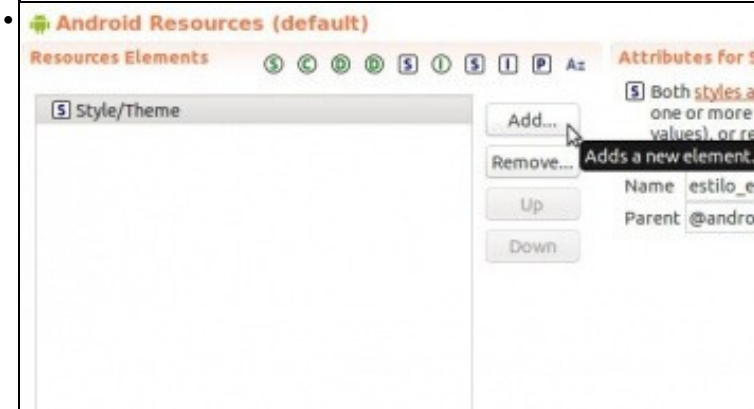 Android Resources (default)
Resources Elements
S C D D S I S I P Az
Attributes for S
S Style/Theme
S Both styles a
one or more
values), or re
Add...
Adds a new element.
Remove...
Up
Down
Name estilo_e
Parent @andro